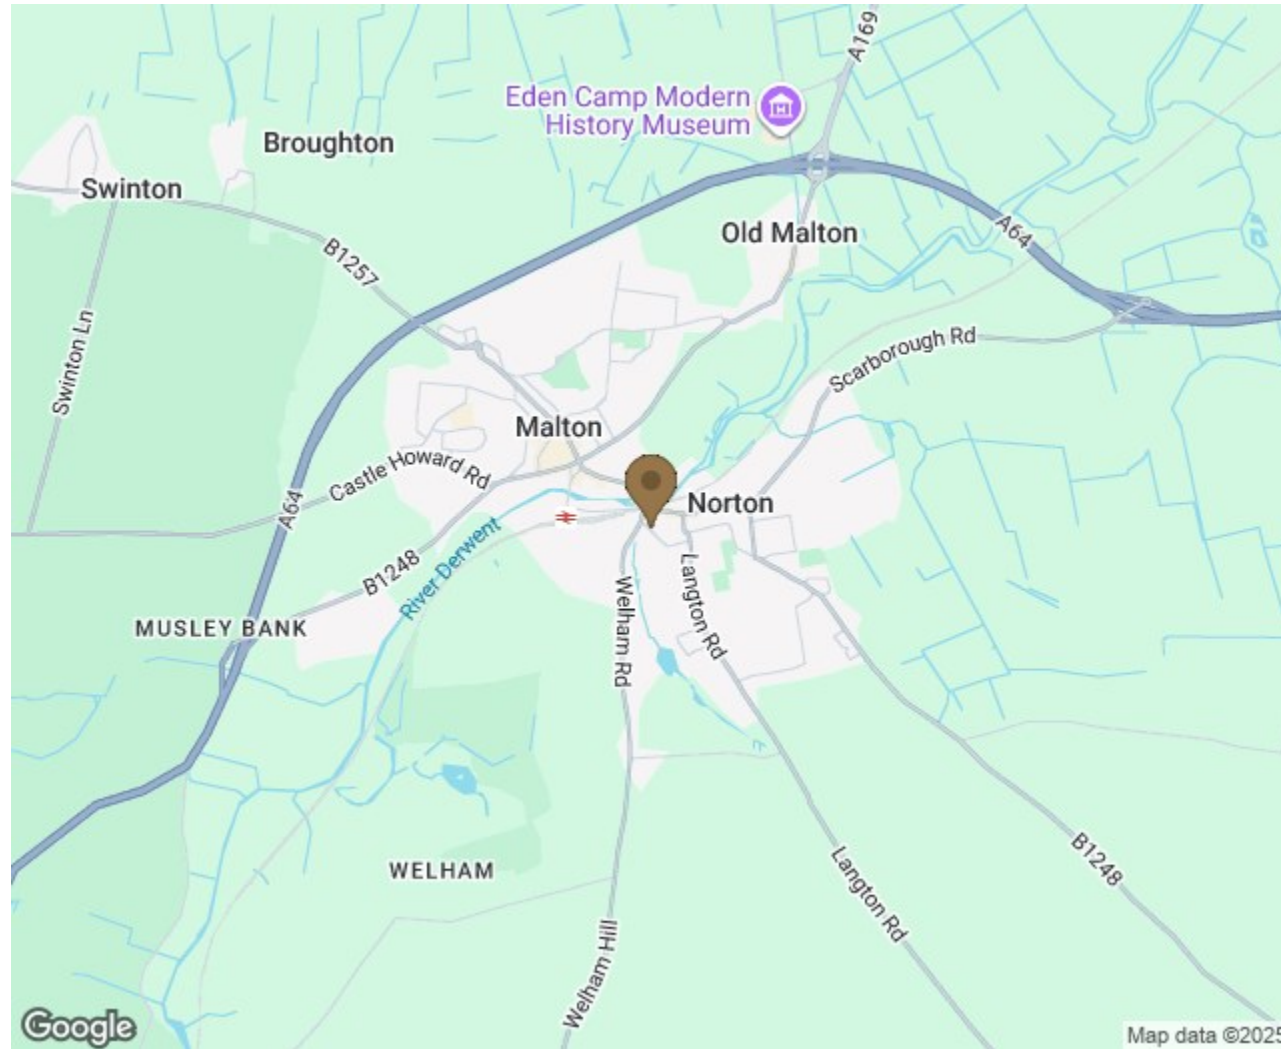 A169
Eden Camp Modern
History Museum
Broughton
Swinton
Old Malton
A64
B1257
Swinton Ln
Scarborough Rd
Malton
Castle Howard Rd
A64
Norton
River Derwent
B1248
Langton Rd
Welham Rd
MUSLEY BANK
WELHAM
B1248
Langton Rd
Welham Hill
Google
Map data ©2025